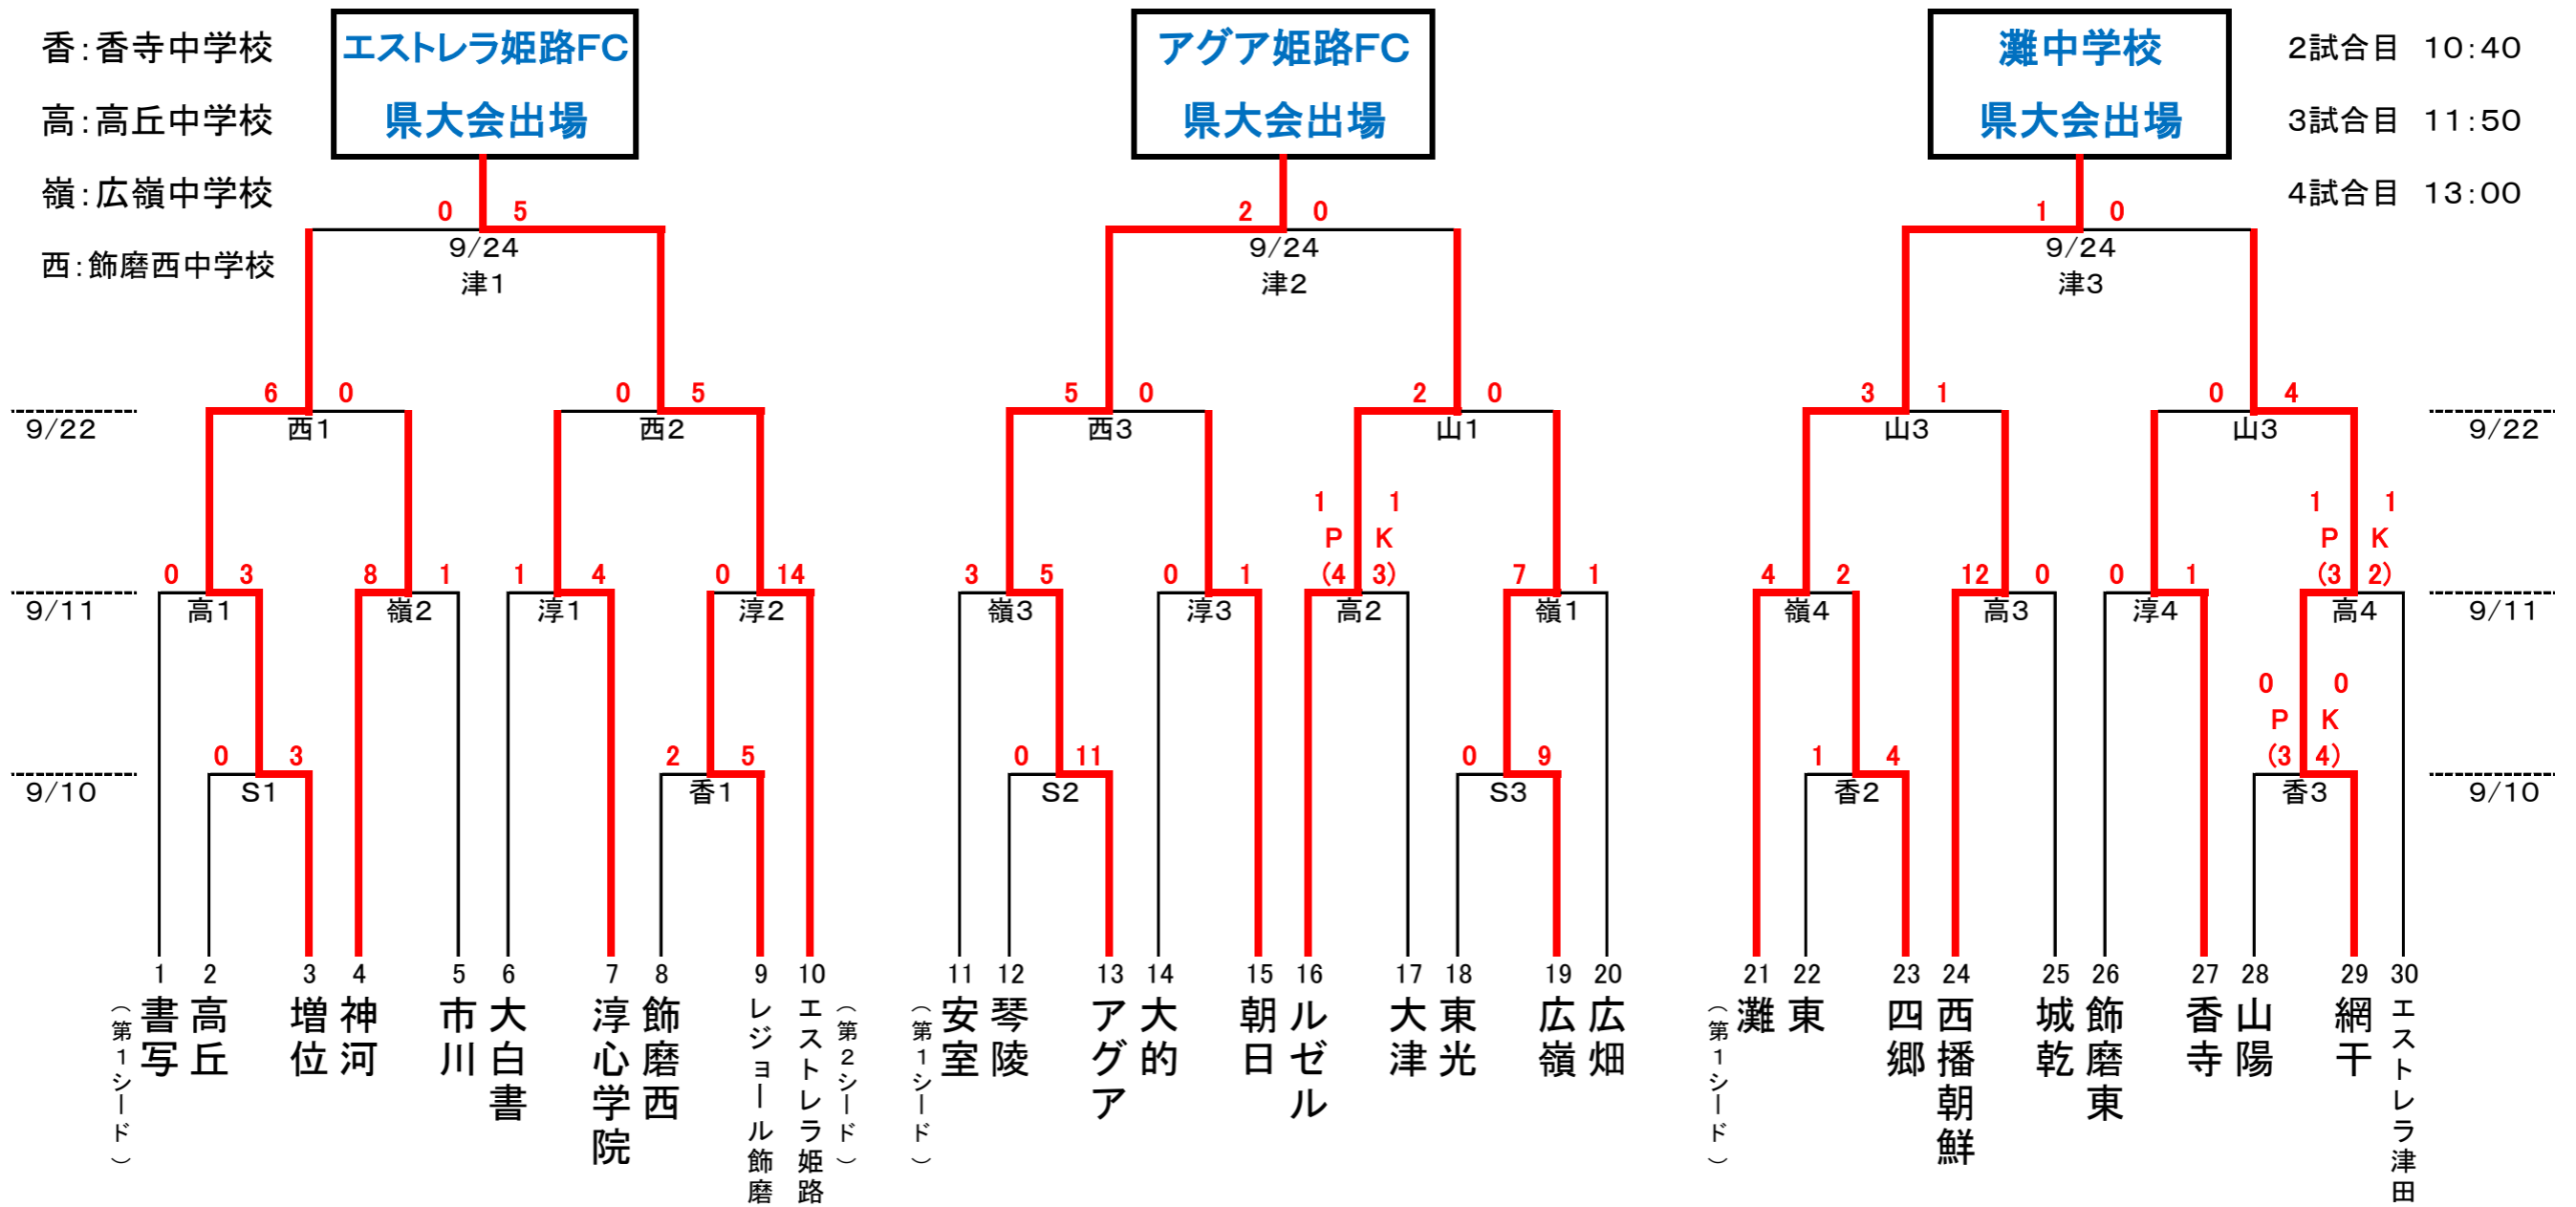 香：香寺中学校
高：高丘中学校
嶺：広嶺中学校
西：飾磨西中学校
エストレラ姫路FC
県大会出場
アグア姫路FC
県大会出場
灘中学校
県大会出場
2試合目 10：40
3試合目 11：50
4試合目 13：00
0 5 2 0 1 0
9/24 9/24 9/24
津1 津2 津3
6 0 0 5 5 0 2 0 3 1 0 4
9/22 西1 西2 西3 山1 山3 山3 9/22
1 1 1 1
P K P K
0 3 8 1 1 4 0 14 3 5 0 1 (4 3) 7 1 4 2 12 0 0 1 (3 2)
9/11 高1 嶺2 淳1 淳2 嶺3 淳3 高2 嶺1 嶺4 高3 淳4 高4 9/11
0 0
P K
0 3 2 5 0 11 0 9 1 4 (3 4)
9/10 S1 香1 S2 S3 香2 香3 9/10
1 2 3 4 5 6 7 8 9 10 11 12 13 14 15 16 17 18 19 20 21 22 23 24 25 26 27 28 29 30
（第1シード）
書写
高丘
増位
神河
市川
大白書
淳心学院
飾磨西
レジョール飾磨
エストレラ姫路
（第2シード）
（第1シード）
安室
琴陵
アグア
大的
朝日
ルゼル
大津
東光
広嶺
広畑
（第1シード）
灘
東
四郷
西播朝鮮
城乾
飾磨東
香寺
山陽
網干
エストレラ津田